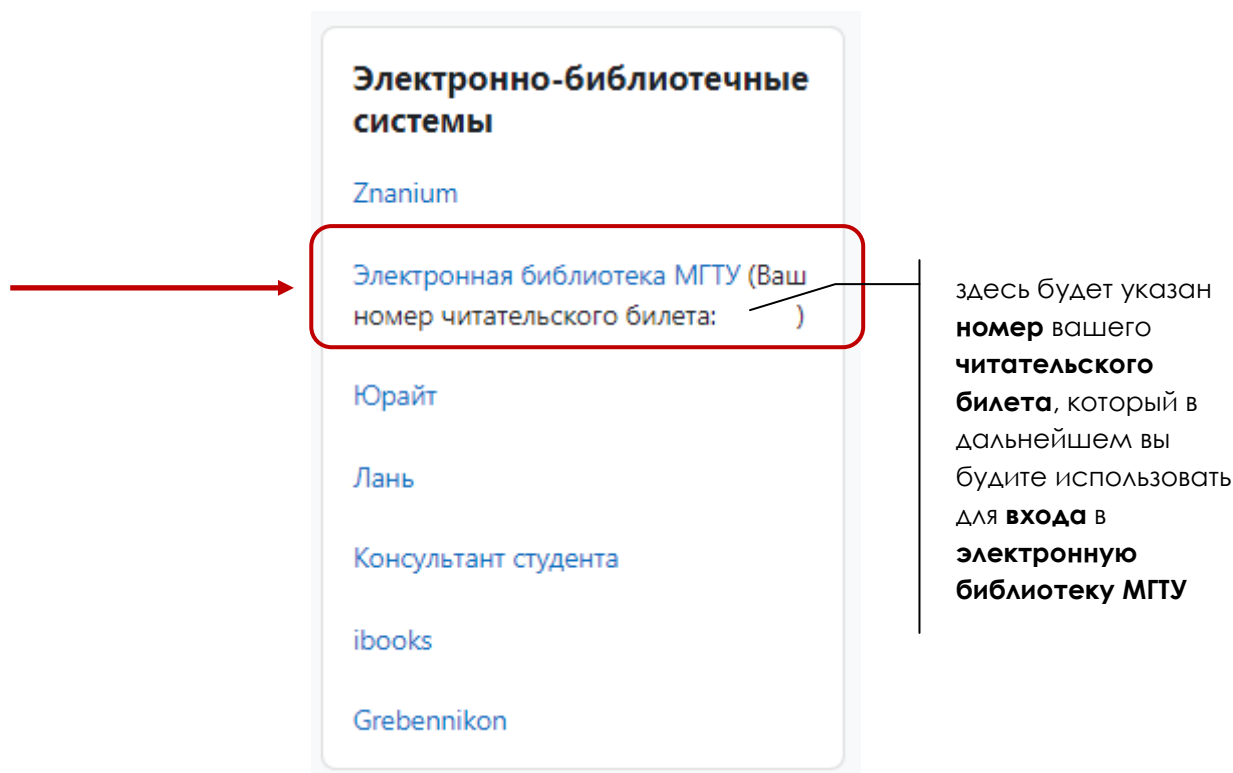 Электронно-библиотечные
системы
Znanium
Электронная библиотека МГТУ (Ваш
номер читательского билета: )
Юрайт
Лань
Консультант студента
ibooks
Grebennikon
здесь будет указан
номер вашего
читательского
билета, который в
дальнейшем вы
будите использовать
для входа в
электронную
библиотеку МГТУ